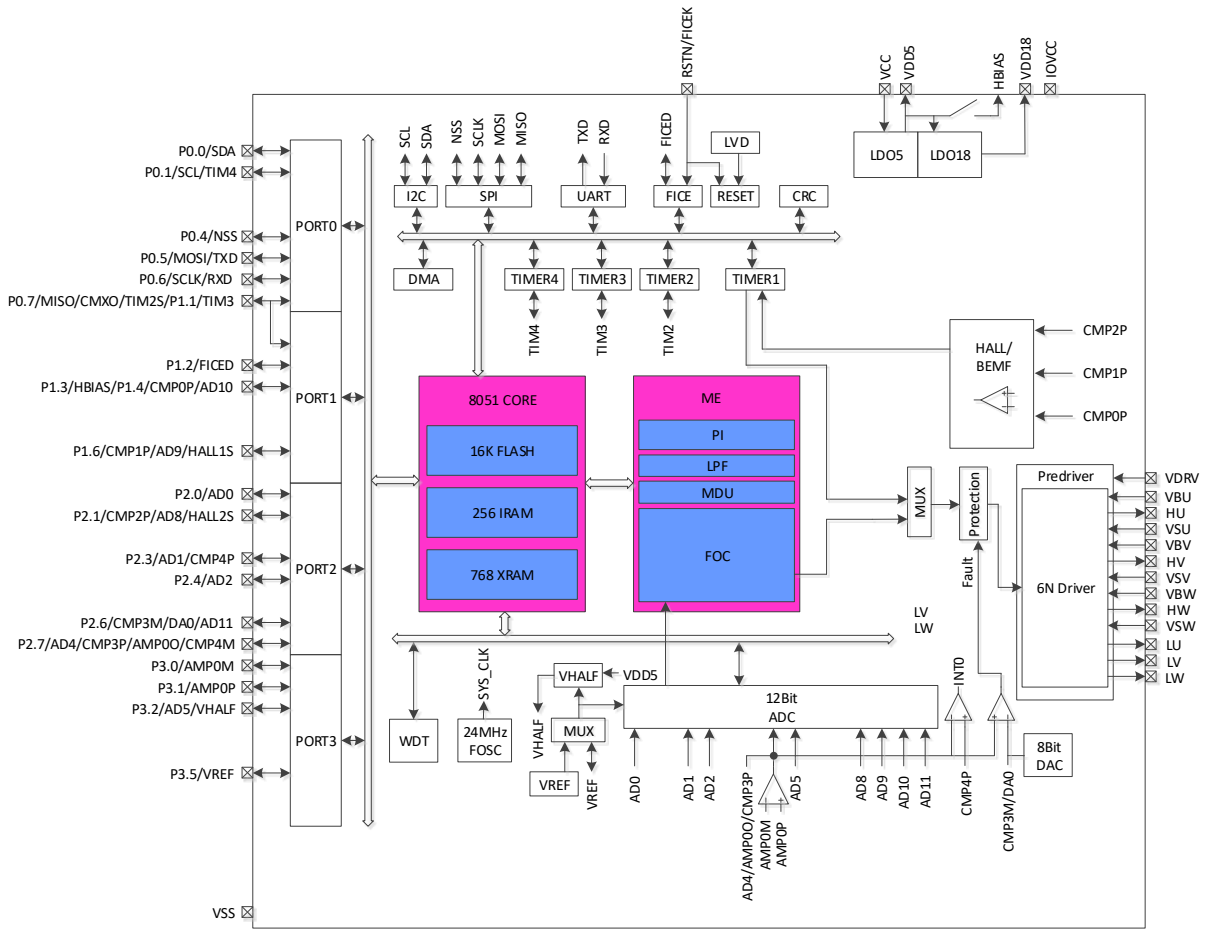 RSTN/FICEK
VCC
VDD5
HBIAS
VDD18
IOVCC
LDO5
LDO18
P0.0/SDA
P0.1/SCL/TIM4
P0.4/NSS
P0.5/MOSI/TXD
P0.6/SCLK/RXD
P0.7/MISO/CMXO/TIM2S/P1.1/TIM3
P1.2/FICED
P1.3/HBIAS/P1.4/CMP0P/AD10
P1.6/CMP1P/AD9/HALL1S
P2.0/AD0
P2.1/CMP2P/AD8/HALL2S
P2.3/AD1/CMP4P
P2.4/AD2
P2.6/CMP3M/DA0/AD11
P2.7/AD4/CMP3P/AMP0O/CMP4M
P3.0/AMP0M
P3.1/AMP0P
P3.2/AD5/VHALF
P3.5/VREF
VSS
PORT0
PORT1
PORT2
PORT3
SCL
SDA
NSS
SCLK
MOSI
MISO
TXD
RXD
FICED
LVD
I2C
SPI
UART
FICE
RESET
CRC
DMA
TIMER4
TIMER3
TIMER2
TIMER1
TIM4
TIM3
TIM2
HALL/
BEMF
CMP2P
CMP1P
CMP0P
8051 CORE
16K FLASH
256 IRAM
768 XRAM
ME
PI
LPF
MDU
FOC
MUX
Protection
Fault
Predriver
6N Driver
VDRV
VBU
HU
VSU
VBV
HV
VSV
VBW
HW
VSW
LU
LV
LW
LV
LW
WDT
SYS_CLK
24MHz
FOSC
VHALF
VDD5
VHALF
MUX
VREF
VREF
12Bit
ADC
AD0
AD1
AD2
AD4/AMP0O/CMP3P
AMP0M
AMP0P
AD5
AD8
AD9
AD10
AD11
INT0
CMP4P
CMP3M/DA0
8Bit
DAC